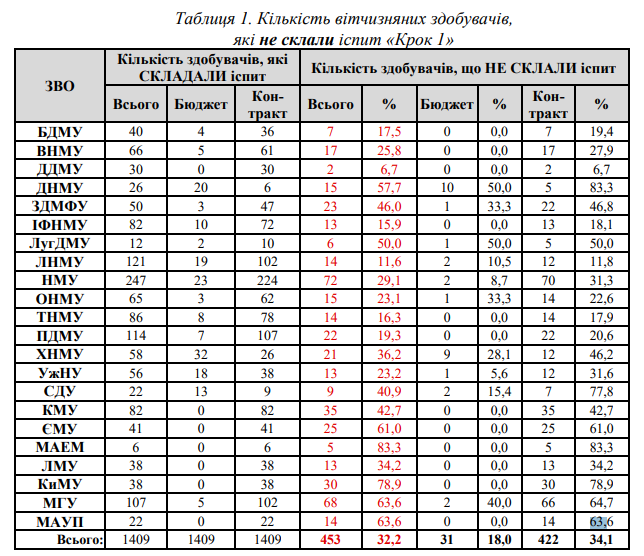 Таблиця 1. Кількість вітчизняних здобувачів,
які не склали іспит «Крок 1»
ЗВО Кількість здобувачів, які СКЛАДАЛИ іспит Кількість здобувачів, що НЕ СКЛАЛИ іспит
Всього Бюджет Кон-тракт Всього % Бюджет % Кон-тракт %
БДМУ 40 4 36 7 17,5 0 0,0 7 19,4
ВНМУ 66 5 61 17 25,8 0 0,0 17 27,9
ДДМУ 30 0 30 2 6,7 0 0,0 2 6,7
ДНМУ 26 20 6 15 57,7 10 50,0 5 83,3
ЗДМФУ 50 3 47 23 46,0 1 33,3 22 46,8
ІФНМУ 82 10 72 13 15,9 0 0,0 13 18,1
ЛугДМУ 12 2 10 6 50,0 1 50,0 5 50,0
ЛНМУ 121 19 102 14 11,6 2 10,5 12 11,8
НМУ 247 23 224 72 29,1 2 8,7 70 31,3
ОНМУ 65 3 62 15 23,1 1 33,3 14 22,6
ТНМУ 86 8 78 14 16,3 0 0,0 14 17,9
ПДМУ 114 7 107 22 19,3 0 0,0 22 20,6
ХНМУ 58 32 26 21 36,2 9 28,1 12 46,2
УжНУ 56 18 38 13 23,2 1 5,6 12 31,6
СДУ 22 13 9 9 40,9 2 15,4 7 77,8
КМУ 82 0 82 35 42,7 0 0,0 35 42,7
ЄМУ 41 0 41 25 61,0 0 0,0 25 61,0
МАЕМ 6 0 6 5 83,3 0 0,0 5 83,3
ЛМУ 38 0 38 13 34,2 0 0,0 13 34,2
КиМУ 38 0 38 30 78,9 0 0,0 30 78,9
МГУ 107 5 102 68 63,6 2 40,0 66 64,7
МАУП 22 0 22 14 63,6 0 0,0 14 63,6
Всього: 1409 1409 1409 453 32,2 31 18,0 422 34,1